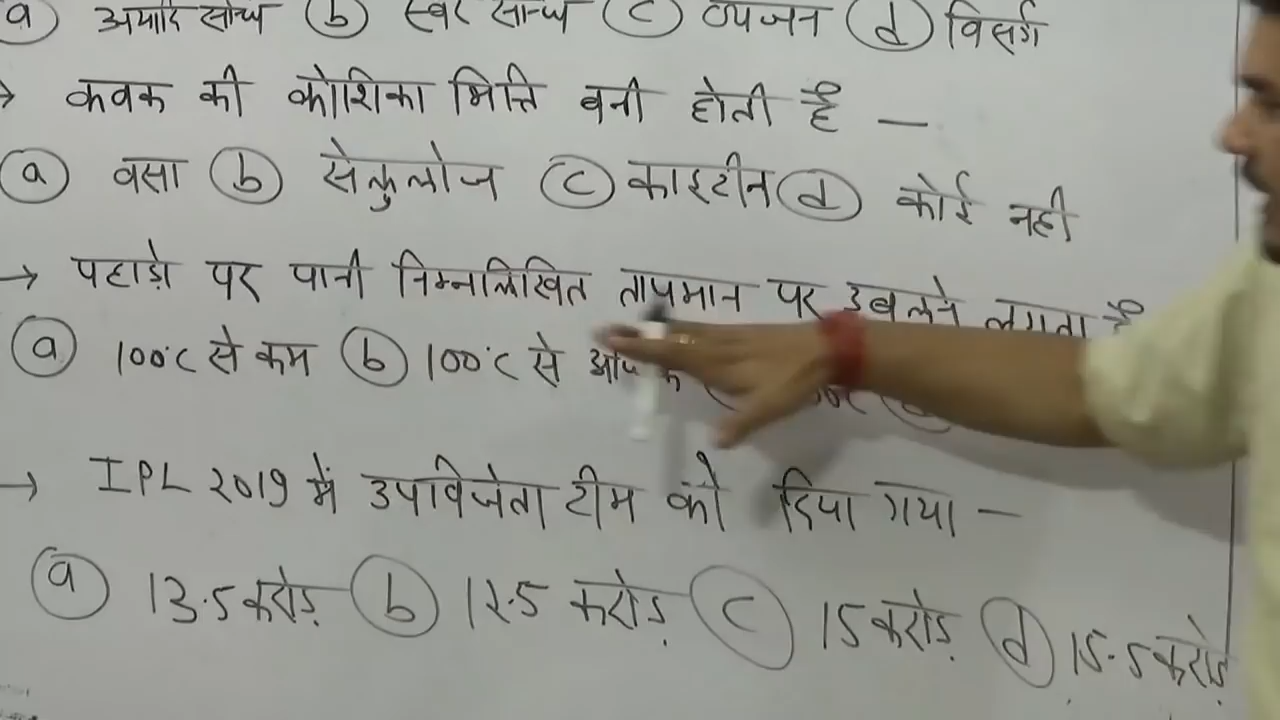 (a) अयादि सन्धि (b) स्वर सन्धि (c) व्यंजन (d) विसर्ग
→ कवक की कोशिका भित्ति बनी होती है —
(a) वसा (b) सेलुलोज (c) काइटीन (d) कोई नही
→ पहाड़ो पर पानी निम्नलिखित तापमान पर उबलने लगता है
(a) 100°C से कम (b) 100°C से
→ IPL 2019 में उपविजेता टीम को दिया गया —
(a) 13.5 करोड़ (b) 12.5 करोड़ (c) 15 करोड़ (d) 15.5 करोड़